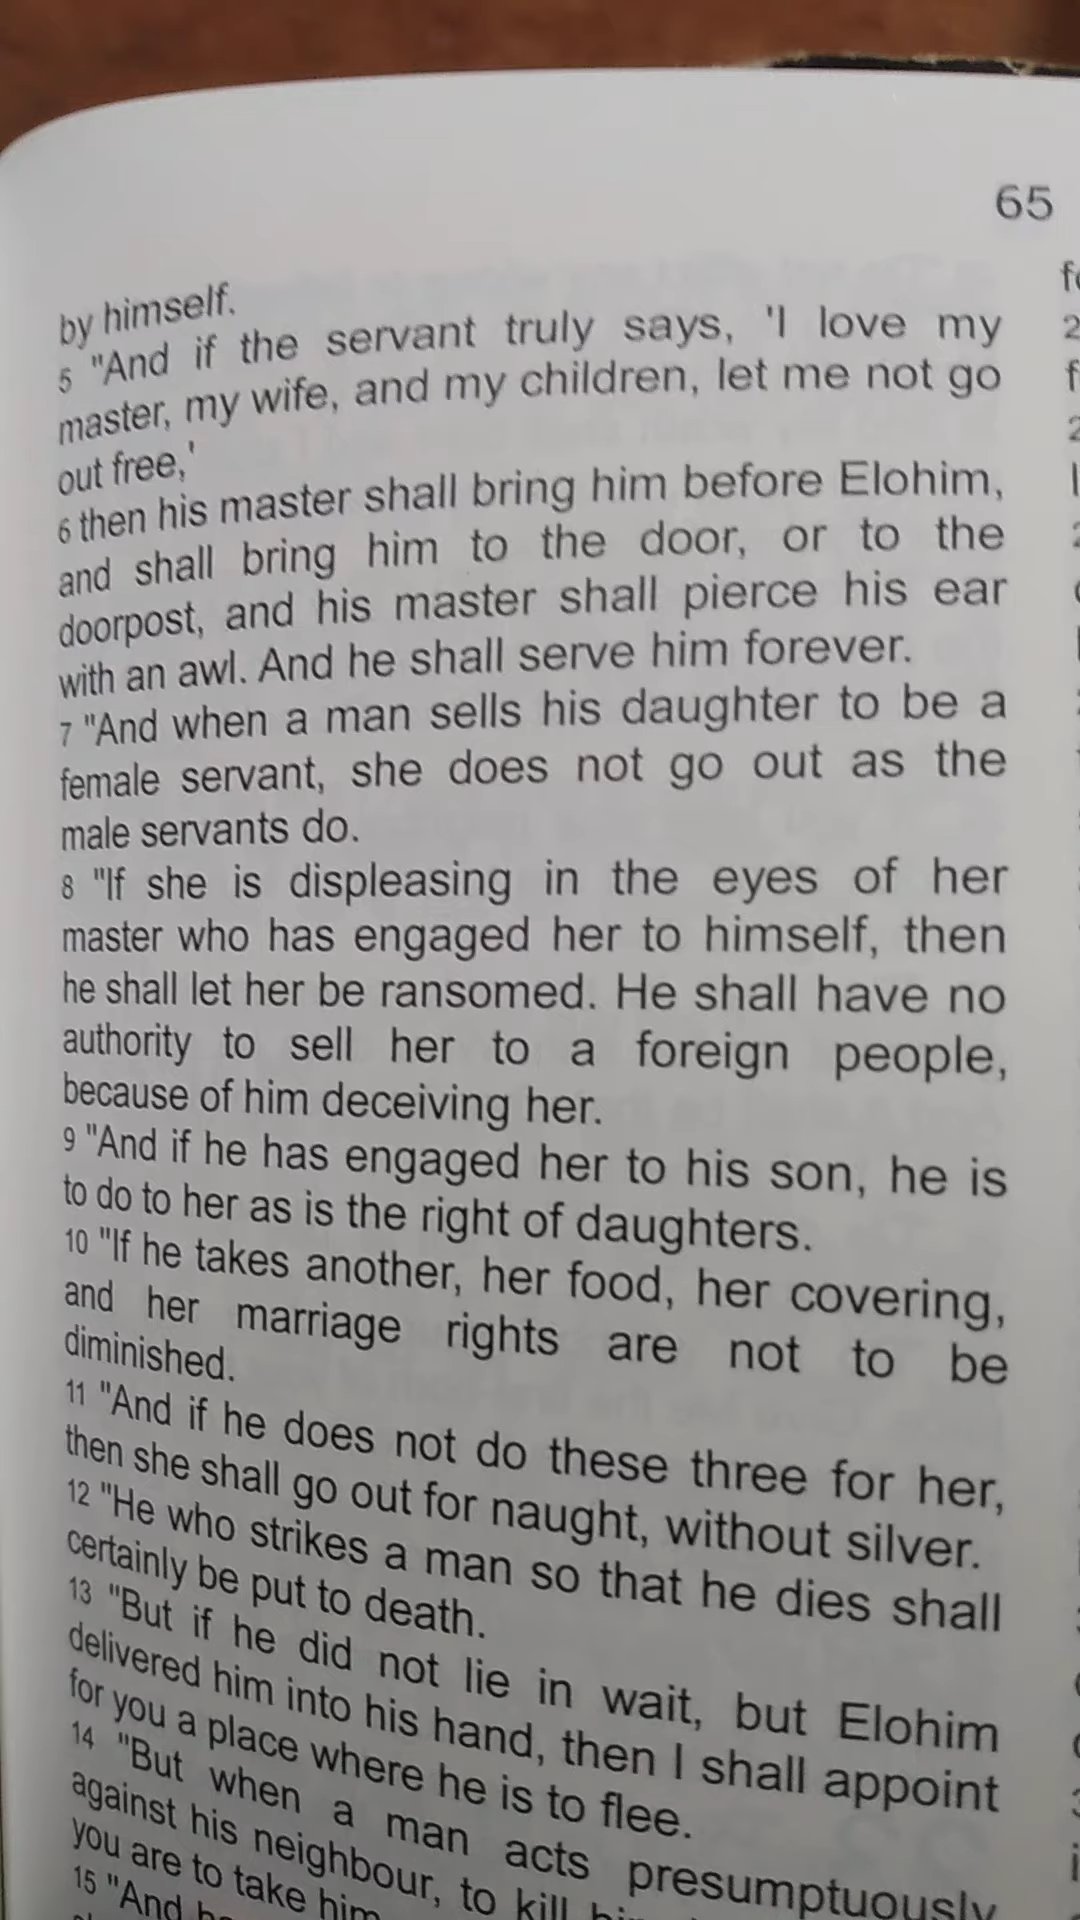 65
by himself.
5 "And if the servant truly says, 'I love my
master, my wife, and my children, let me not go
out free,'
6 then his master shall bring him before Elohim,
and shall bring him to the door, or to the
doorpost, and his master shall pierce his ear
with an awl. And he shall serve him forever.
7 "And when a man sells his daughter to be a
female servant, she does not go out as the
male servants do.
8 "If she is displeasing in the eyes of her
master who has engaged her to himself, then
he shall let her be ransomed. He shall have no
authority to sell her to a foreign people,
because of him deceiving her.
9 "And if he has engaged her to his son, he is
to do to her as is the right of daughters.
10 "If he takes another, her food, her covering,
and her marriage rights are not to be
diminished.
11 "And if he does not do these three for her,
then she shall go out for naught, without silver.
12 "He who strikes a man so that he dies shall
certainly be put to death.
13 "But if he did not lie in wait, but Elohim
delivered him into his hand, then I shall appoint
for you a place where he is to flee.
14 "But when a man acts presumptuously
against his neighbour, to kill
you are to take him
15 "And